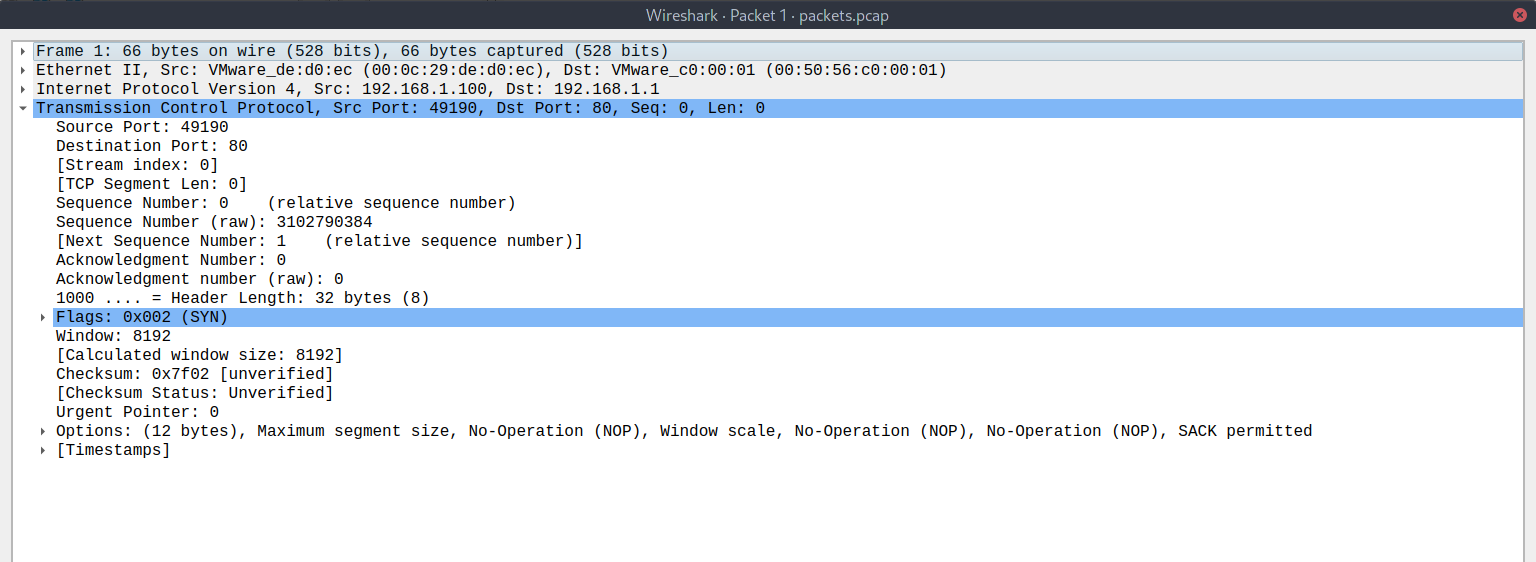 Wireshark · Packet 1 · packets.pcap
Frame 1: 66 bytes on wire (528 bits), 66 bytes captured (528 bits)
Ethernet II, Src: VMware_de:d0:ec (00:0c:29:de:d0:ec), Dst: VMware_c0:00:01 (00:50:56:c0:00:01)
Internet Protocol Version 4, Src: 192.168.1.100, Dst: 192.168.1.1
Transmission Control Protocol, Src Port: 49190, Dst Port: 80, Seq: 0, Len: 0
Source Port: 49190
Destination Port: 80
[Stream index: 0]
[TCP Segment Len: 0]
Sequence Number: 0    (relative sequence number)
Sequence Number (raw): 3102790384
[Next Sequence Number: 1    (relative sequence number)]
Acknowledgment Number: 0
Acknowledgment number (raw): 0
1000 .... = Header Length: 32 bytes (8)
Flags: 0x002 (SYN)
Window: 8192
[Calculated window size: 8192]
Checksum: 0x7f02 [unverified]
[Checksum Status: Unverified]
Urgent Pointer: 0
Options: (12 bytes), Maximum segment size, No-Operation (NOP), Window scale, No-Operation (NOP), No-Operation (NOP), SACK permitted
[Timestamps]